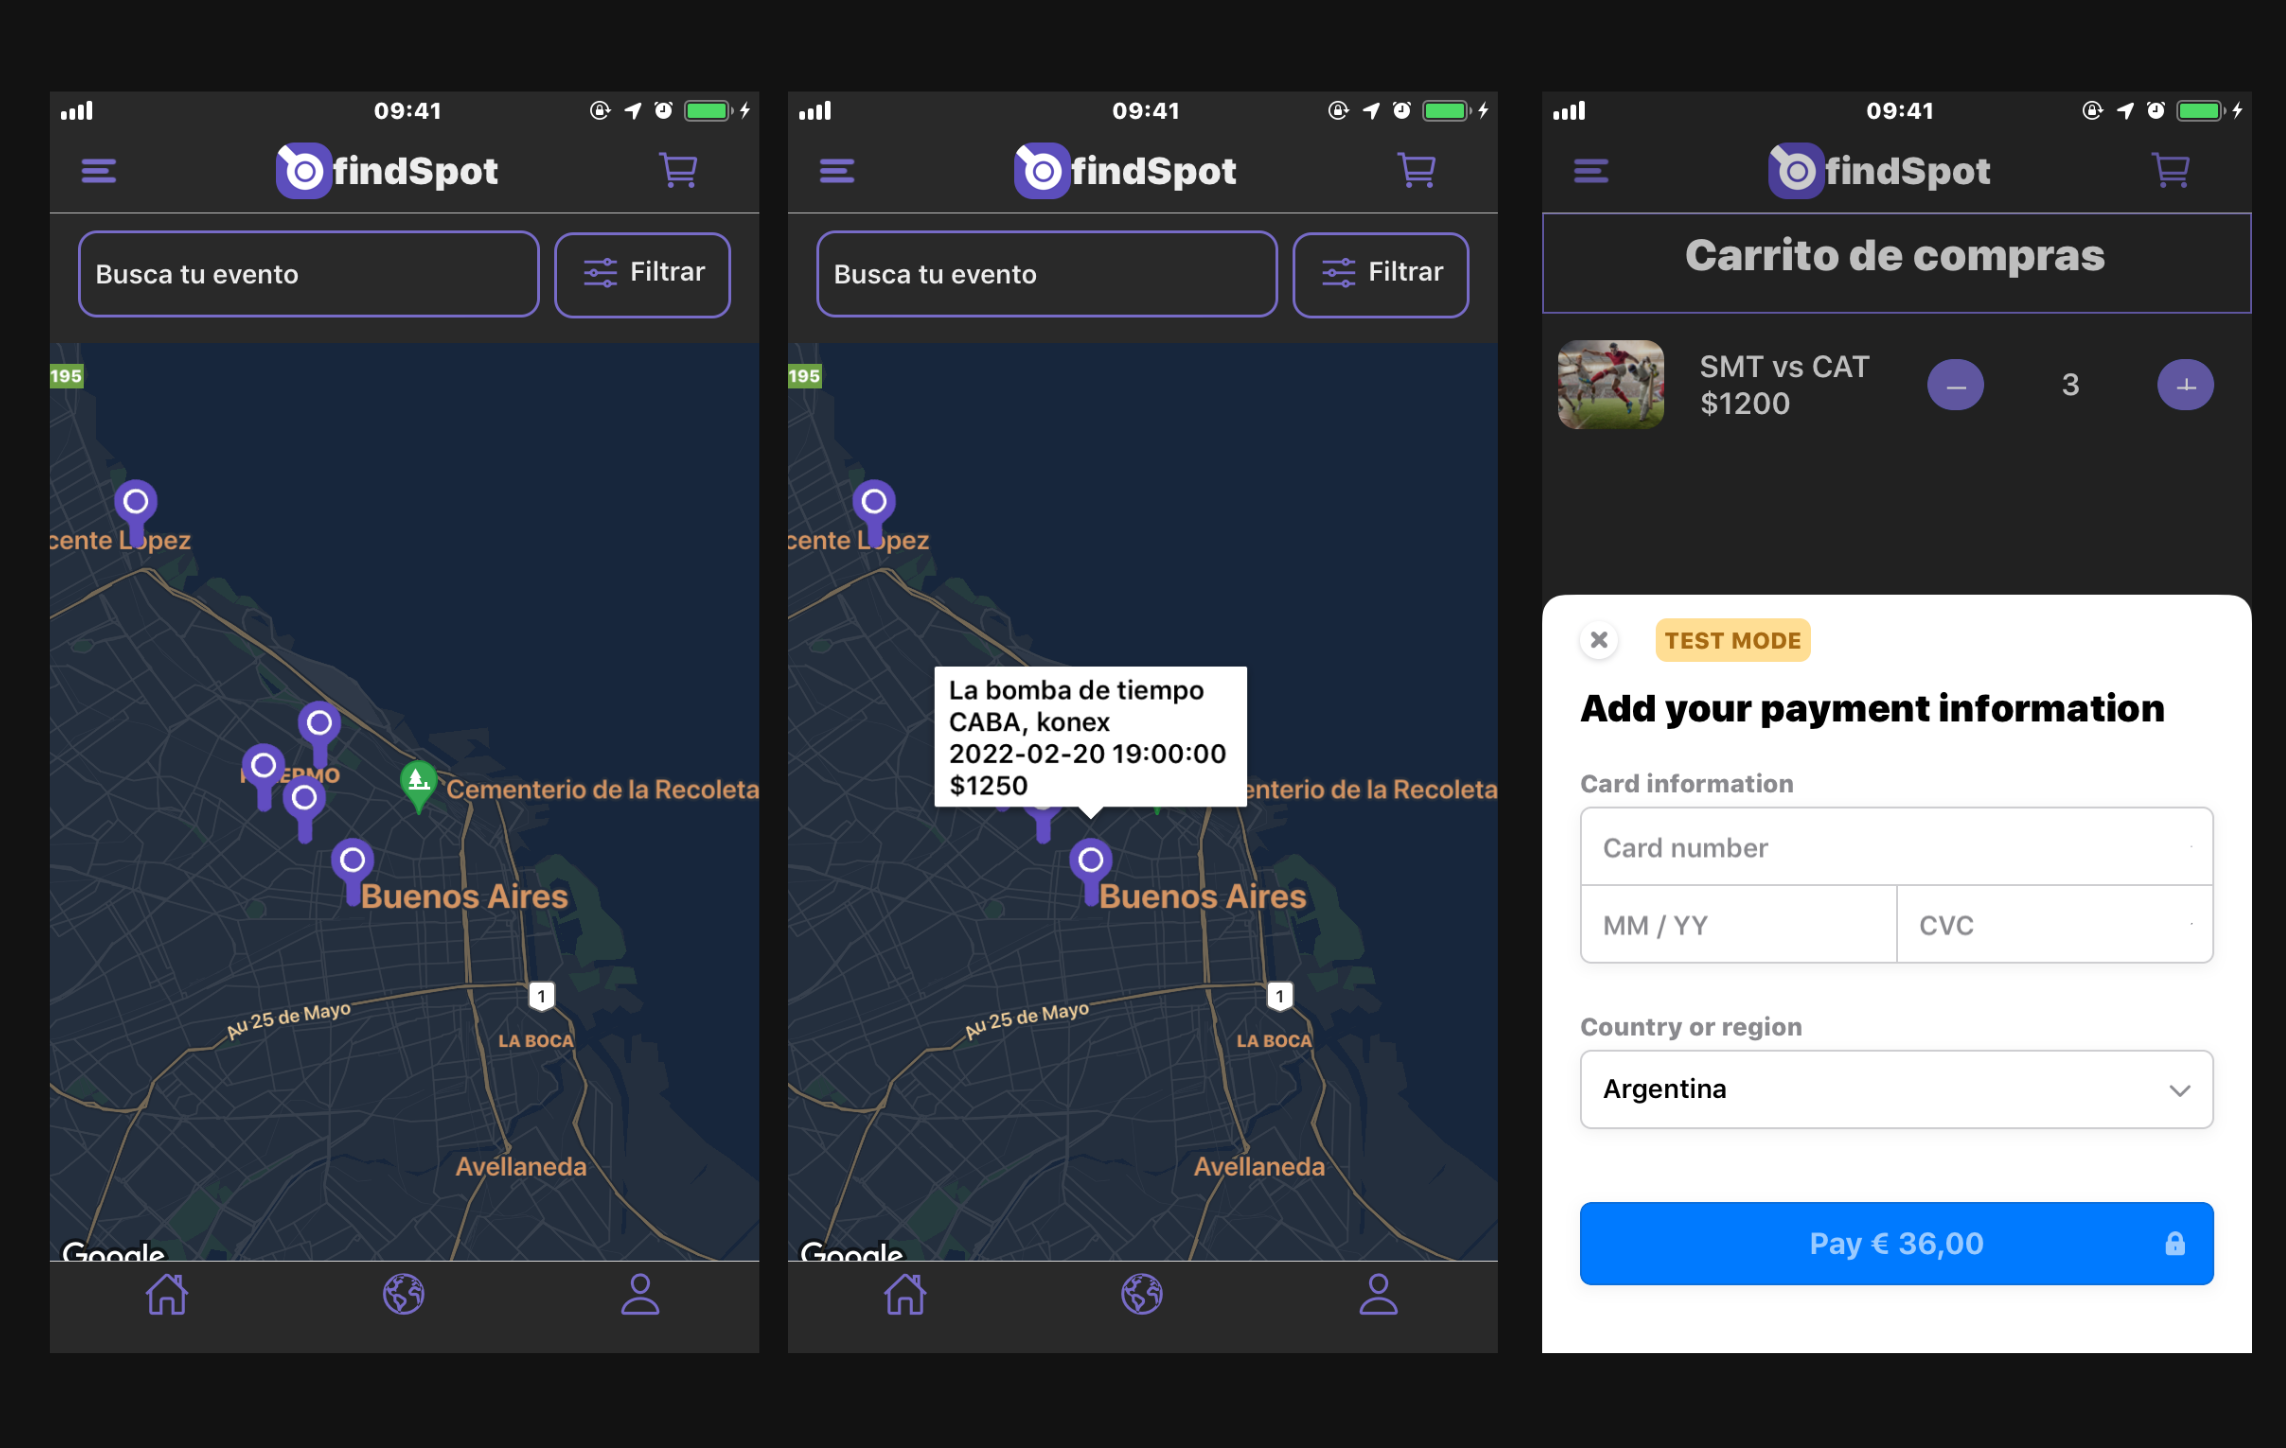 09:41
findSpot
Busca tu evento
Filtrar
195
cente Lopez
PALERMO
Cementerio de la Recoleta
Buenos Aires
1
Au 25 de Mayo
LA BOCA
Avellaneda
Google
09:41
findSpot
Busca tu evento
Filtrar
195
cente Lopez
La bomba de tiempo
CABA, konex
2022-02-20 19:00:00
$1250
enterio de la Recoleta
Buenos Aires
1
Au 25 de Mayo
LA BOCA
Avellaneda
Google
09:41
findSpot
Carrito de compras
SMT vs CAT
$1200
3
TEST MODE
Add your payment information
Card information
Card number
MM / YY
CVC
Country or region
Argentina
Pay € 36,00